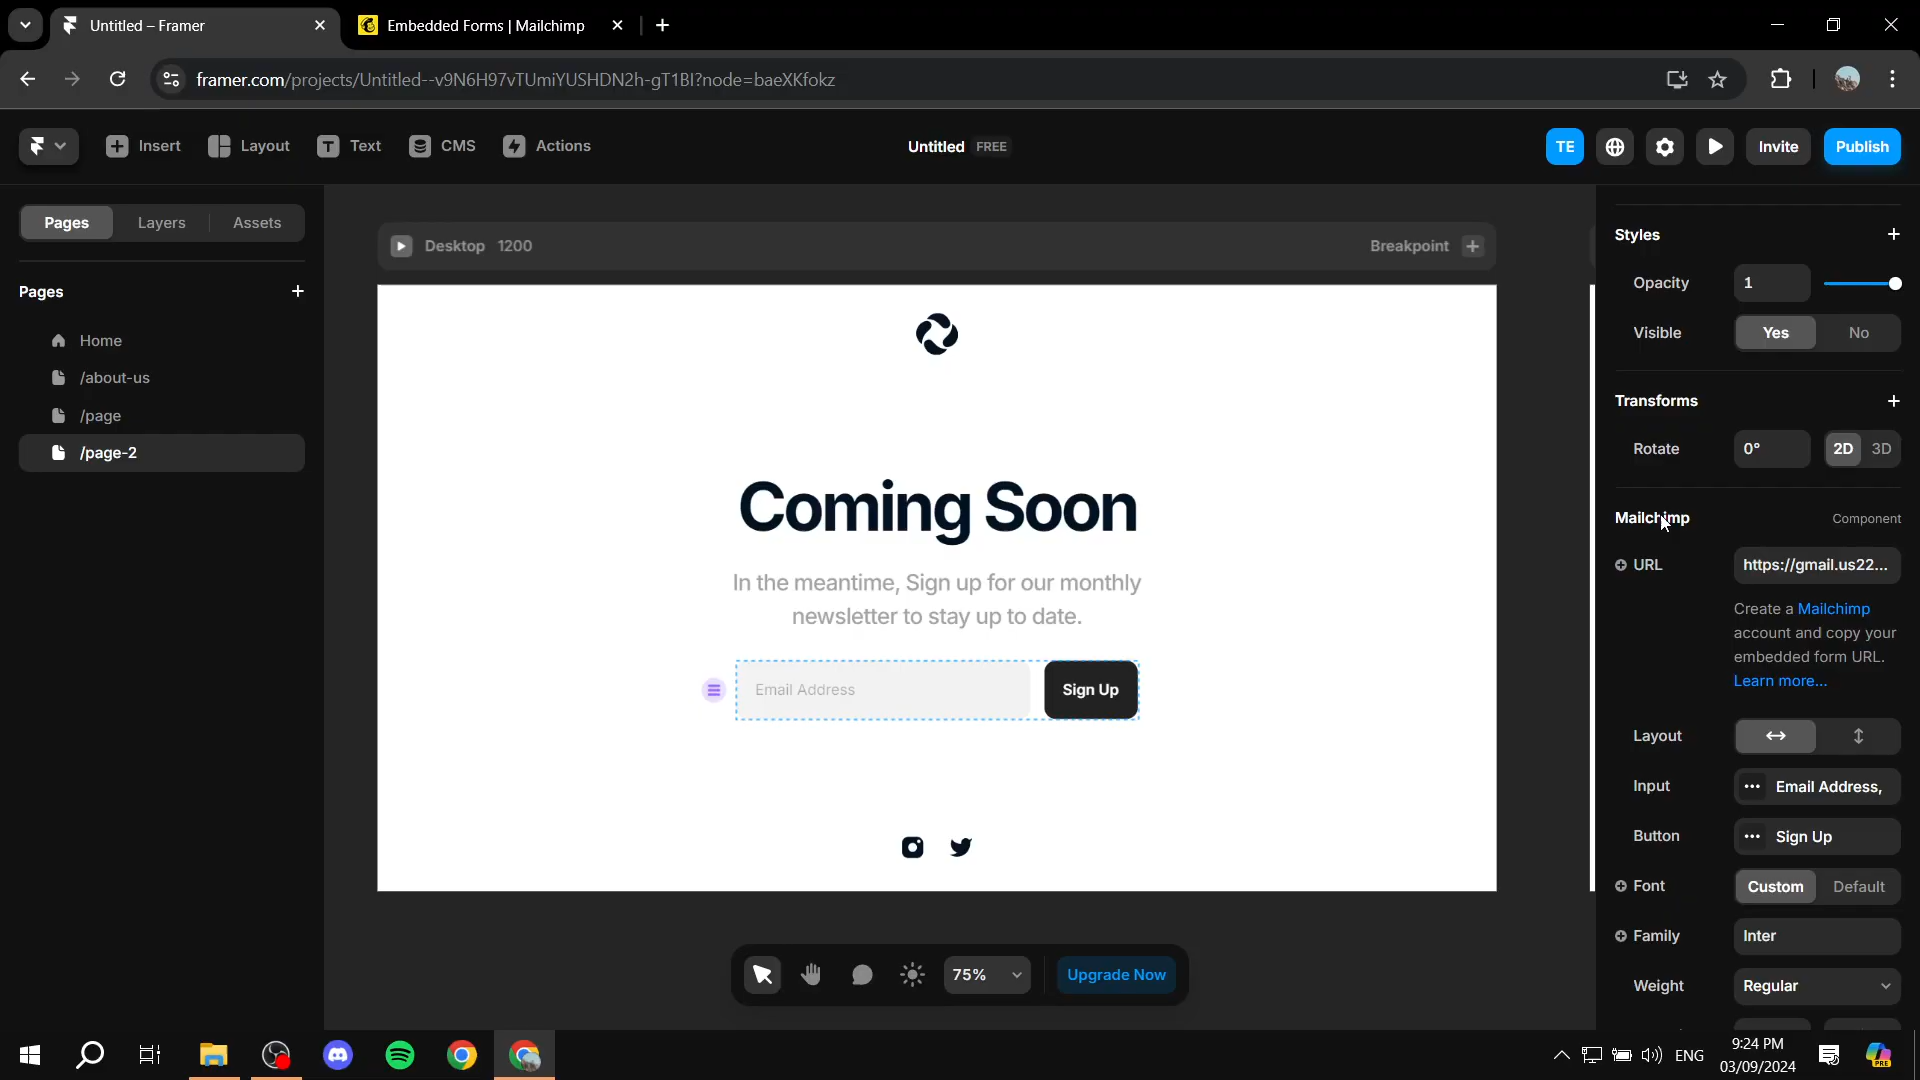 Untitled – Framer
Embedded Forms | Mailchimp
framer.com/projects/Untitled--v9N6H97vTUmiYUSHDN2h-gT1BI?node=baeXKfokz
Insert
Layout
Text
CMS
Actions
Untitled FREE
TE
Invite
Publish
Pages
Layers
Assets
Pages
Home
/about-us
/page
/page-2
Desktop 1200
Breakpoint
Coming Soon
In the meantime, Sign up for our monthly
newsletter to stay up to date.
Email Address
Sign Up
75%
Upgrade Now
Styles
Opacity 1
Visible Yes No
Transforms
Rotate 0° 2D 3D
Mailchimp Component
URL https://gmail.us22...
Create a Mailchimp
account and copy your
embedded form URL.
Learn more...
Layout
Input Email Address,
Button Sign Up
Font Custom Default
Family Inter
Weight Regular
ENG
9:24 PM
03/09/2024
PRE